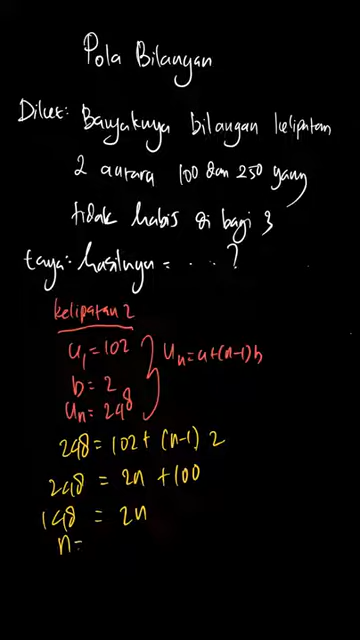 Pola Bilangan
Diket: Banyaknya bilangan kelipatan
2 antara 100 dan 250 yang
tidak habis di bagi 3
tanya: hasilnya = . . . ?
kelipatan 2
U₁ = 102
b = 2
Uₙ = 248
Uₙ = a + (n-1) b
248 = 102 + (n-1) 2
248 = 2n + 100
148 = 2n
n =